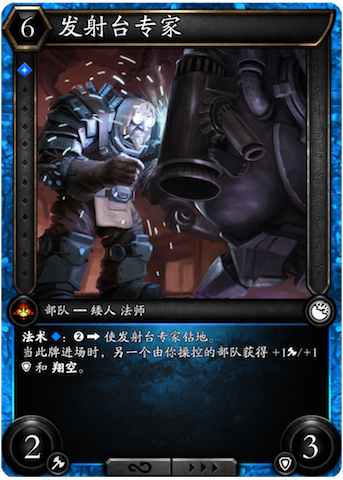 6 发射台专家
部队 — 矮人 法师
法术 ◆：❷ ➡ 使发射台专家钻地。
当此牌进场时，另一个由你操控的部队获得 +1/+1
和 翔空。
2 3